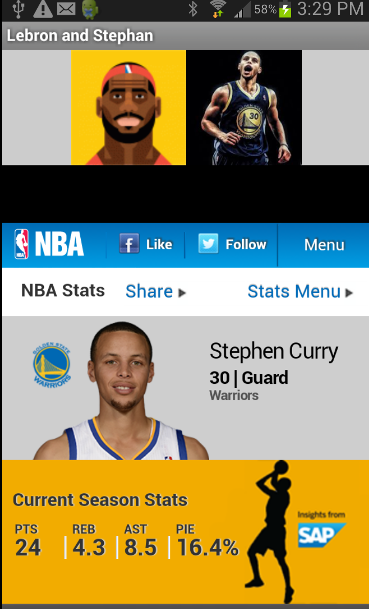 58% 3:29 PM
Lebron and Stephan
30
NBA Like Follow Menu
NBA Stats Share Stats Menu
GOLDEN STATE
WARRIORS
Stephen Curry
30 | Guard
Warriors
Current Season Stats
Insights from
SAP
PTS REB AST PIE
24 4.3 8.5 16.4%